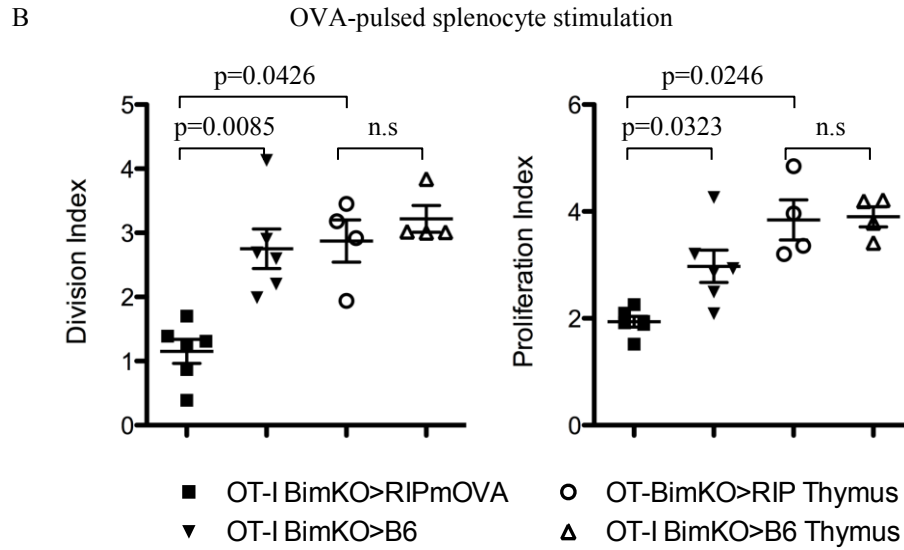 B
OVA-pulsed splenocyte stimulation
p=0.0426
p=0.0085
n.s
Division Index
5
4
3
2
1
0
p=0.0246
p=0.0323
n.s
Proliferation Index
6
4
2
0
OT-I BimKO>RIPmOVA
OT-BimKO>RIP Thymus
OT-I BimKO>B6
OT-I BimKO>B6 Thymus